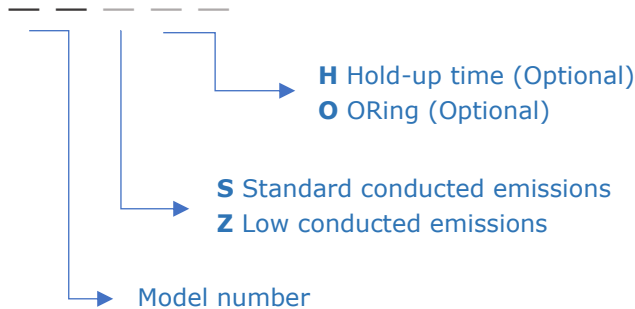 H Hold-up time (Optional)
O ORing (Optional)
S Standard conducted emissions
Z Low conducted emissions
Model number